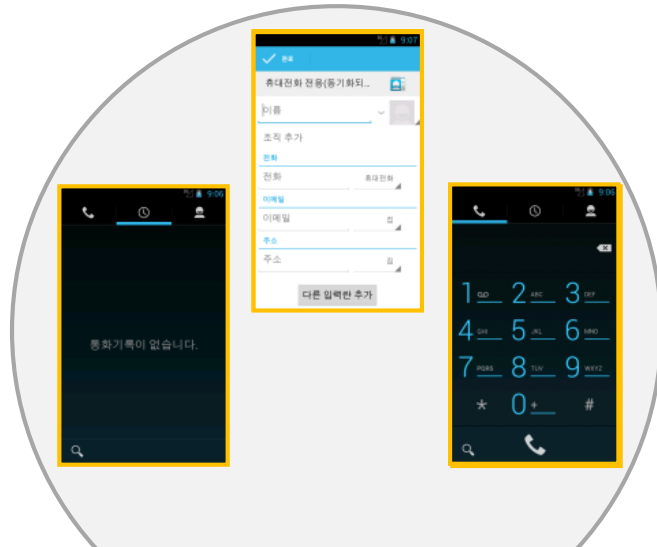 9:07
완료
휴대전화 전용(동기화되...
이름
조직 추가
전화
전화 휴대전화
이메일
이메일 집
주소
주소 집
다른 입력란 추가
9:06
통화기록이 없습니다.
9:06
1 2 ABC 3 DEF
4 GHI 5 JKL 6 MNO
7 PQRS 8 TUV 9 WXYZ
* 0 + #